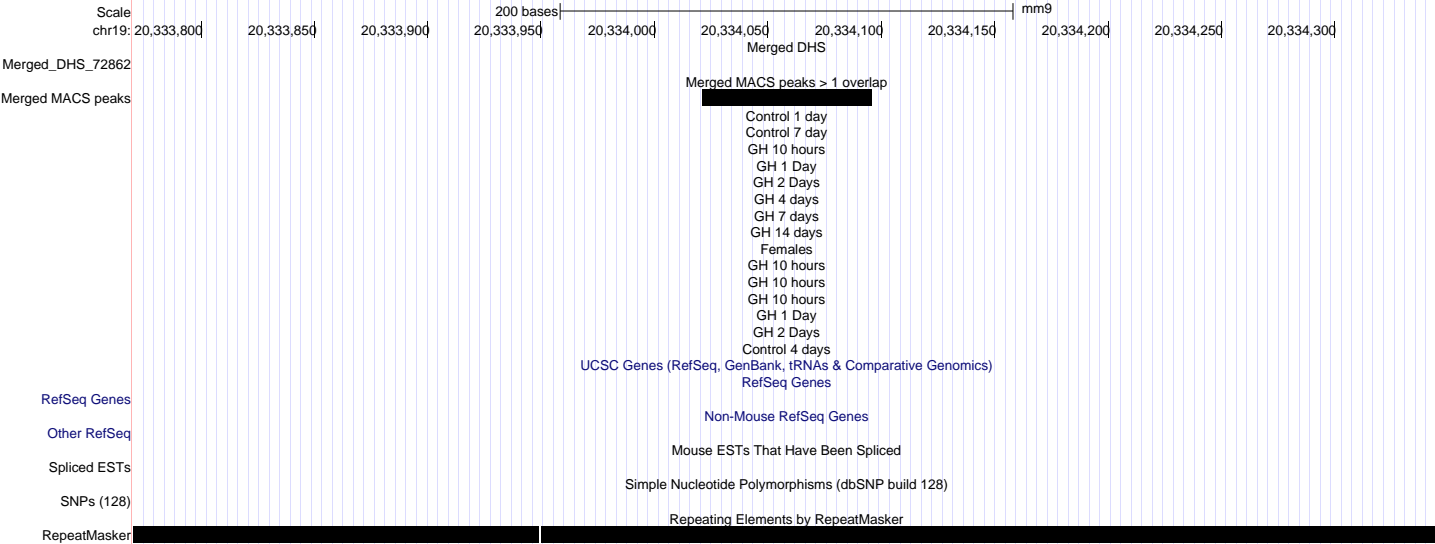 Scale 200 bases mm9
chr19: 20,333,800 20,333,850 20,333,900 20,333,950 20,334,000 20,334,050 20,334,100 20,334,150 20,334,200 20,334,250 20,334,300
Merged DHS
Merged_DHS_72862
Merged MACS peaks > 1 overlap
Merged MACS peaks
Control 1 day
Control 7 day
GH 10 hours
GH 1 Day
GH 2 Days
GH 4 days
GH 7 days
GH 14 days
Females
GH 10 hours
GH 10 hours
GH 10 hours
GH 1 Day
GH 2 Days
Control 4 days
UCSC Genes (RefSeq, GenBank, tRNAs & Comparative Genomics)
RefSeq Genes
RefSeq Genes
Non-Mouse RefSeq Genes
Other RefSeq
Mouse ESTs That Have Been Spliced
Spliced ESTs
Simple Nucleotide Polymorphisms (dbSNP build 128)
SNPs (128)
Repeating Elements by RepeatMasker
RepeatMasker